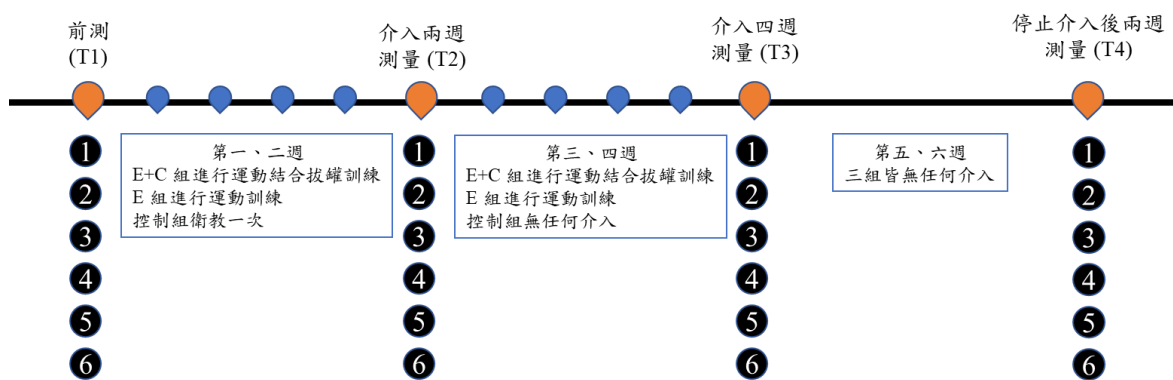 前測
(T1)
介入兩週
測量 (T2)
介入四週
測量 (T3)
停止介入後兩週
測量 (T4)
第一、二週
E+C 組進行運動結合拔罐訓練
E 組進行運動訓練
控制組衛教一次
第三、四週
E+C 組進行運動結合拔罐訓練
E 組進行運動訓練
控制組無任何介入
第五、六週
三組皆無任何介入
1
2
3
4
5
6
1
2
3
4
5
6
1
2
3
4
5
6
1
2
3
4
5
6